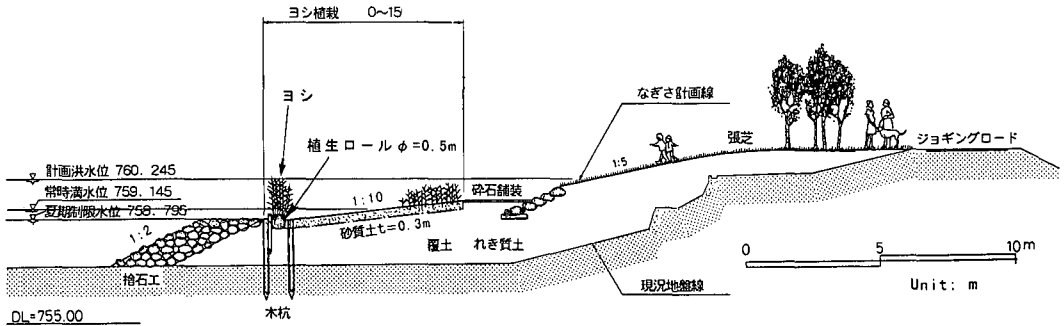 ヨシ植栽 0～15
ヨシ
植生ロール φ=0.5m
なぎさ計画線
張芝
ジョギングロード
1:5
計画洪水位 760.245
常時満水位 759.145
夏期制限水位 758.795
1:10
砕石舗装
1:2
砂質土t=0.3m
覆土 れき質土
捨石工
木杭
現況地盤線
0 5 10m
Unit: m
DL=755.00